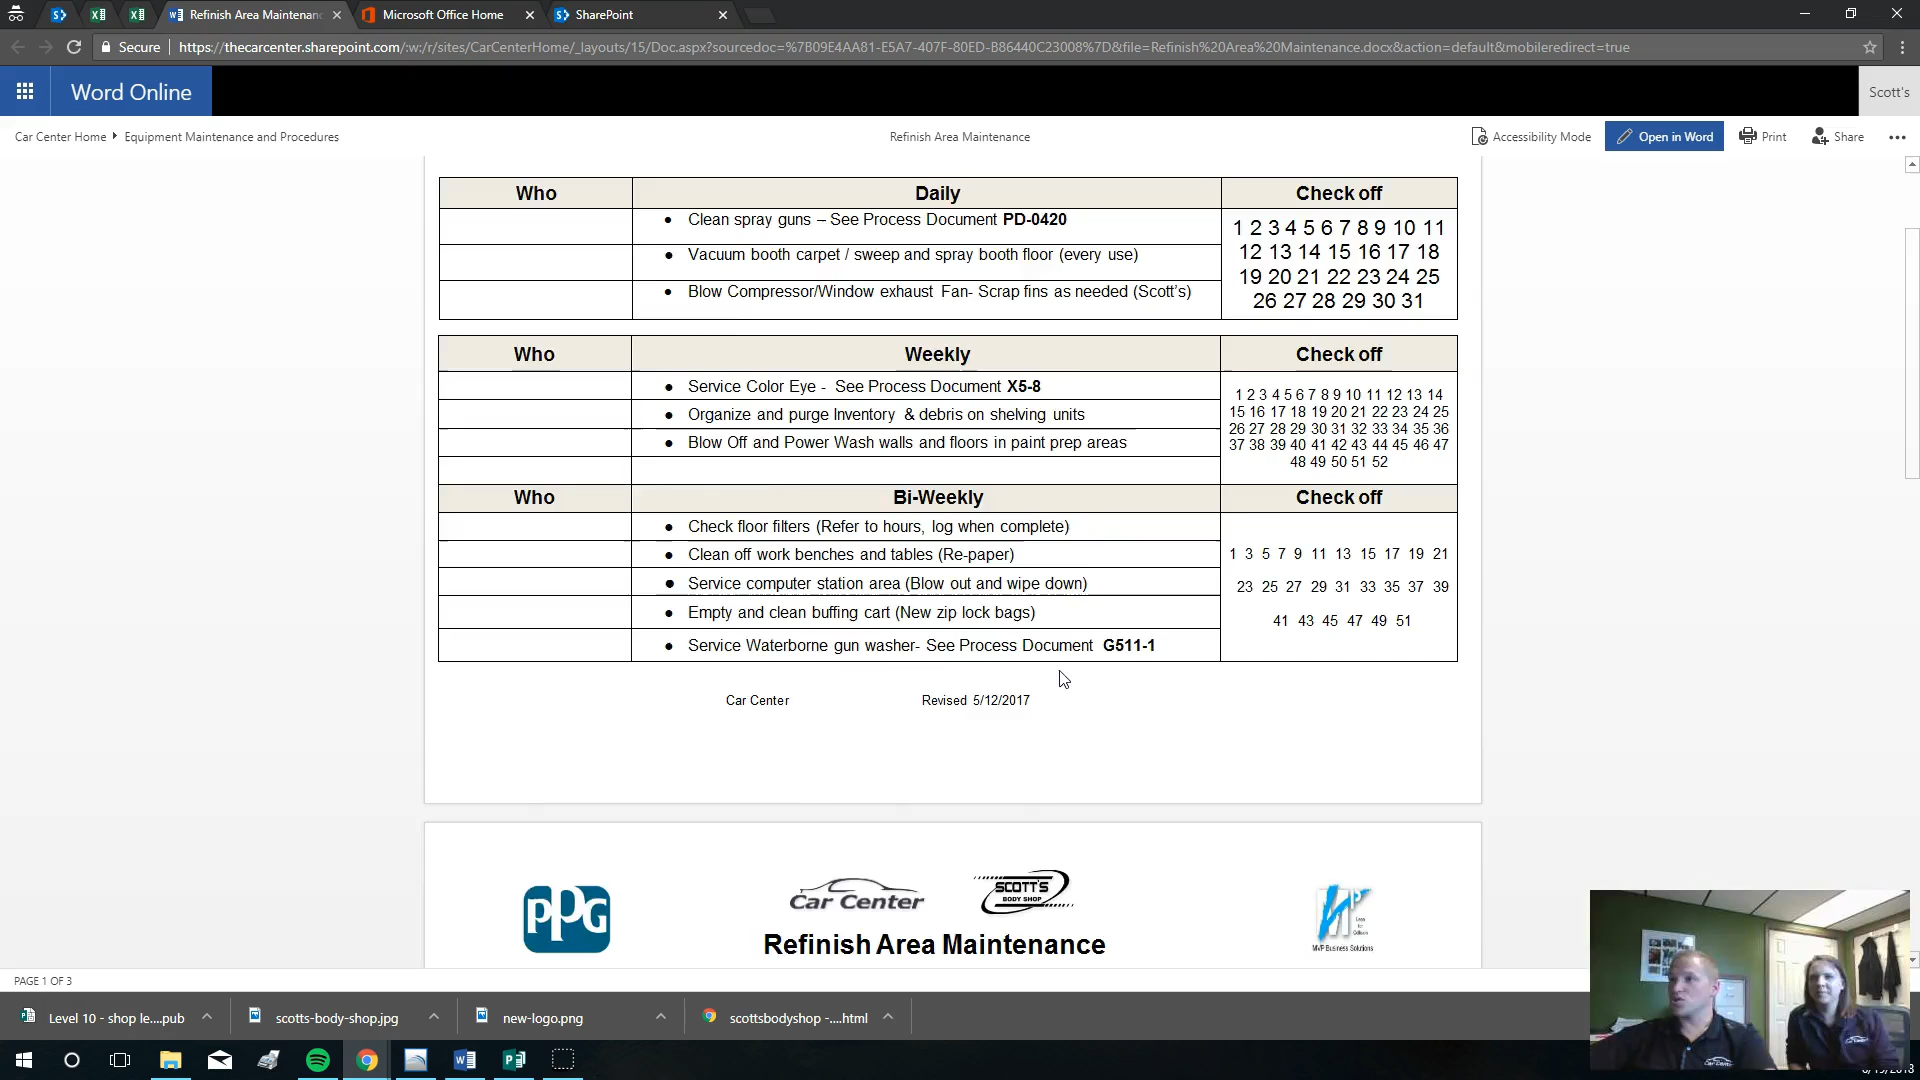 Refinish Area Maintenanc
Microsoft Office Home
SharePoint
Secure
https://thecarcenter.sharepoint.com/:w:/r/sites/CarCenterHome/_layouts/15/Doc.aspx?sourcedoc=%7B09E4AA81-E5A7-407F-80ED-B86440C23008%7D&file=Refinish%20Area%20Maintenance.docx&action=default&mobileredirect=true
Word Online
Scott's
Car Center Home
Equipment Maintenance and Procedures
Refinish Area Maintenance
Accessibility Mode
Open in Word
Print
Share
Who
Daily
Check off
• Clean spray guns – See Process Document PD-0420
• Vacuum booth carpet / sweep and spray booth floor (every use)
• Blow Compressor/Window exhaust Fan- Scrap fins as needed (Scott's)
1 2 3 4 5 6 7 8 9 10 11
12 13 14 15 16 17 18
19 20 21 22 23 24 25
26 27 28 29 30 31
Who
Weekly
Check off
• Service Color Eye - See Process Document X5-8
• Organize and purge Inventory & debris on shelving units
• Blow Off and Power Wash walls and floors in paint prep areas
1 2 3 4 5 6 7 8 9 10 11 12 13 14
15 16 17 18 19 20 21 22 23 24 25
26 27 28 29 30 31 32 33 34 35 36
37 38 39 40 41 42 43 44 45 46 47
48 49 50 51 52
Who
Bi-Weekly
Check off
• Check floor filters (Refer to hours, log when complete)
• Clean off work benches and tables (Re-paper)
• Service computer station area (Blow out and wipe down)
• Empty and clean buffing cart (New zip lock bags)
• Service Waterborne gun washer- See Process Document G511-1
1 3 5 7 9 11 13 15 17 19 21
23 25 27 29 31 33 35 37 39
41 43 45 47 49 51
Car Center
Revised 5/12/2017
PPG
Car Center
SCOTT'S
BODY SHOP
MVP Business Solutions
Refinish Area Maintenance
PAGE 1 OF 3
Level 10 - shop le....pub
scotts-body-shop.jpg
new-logo.png
scottsbodyshop -....html